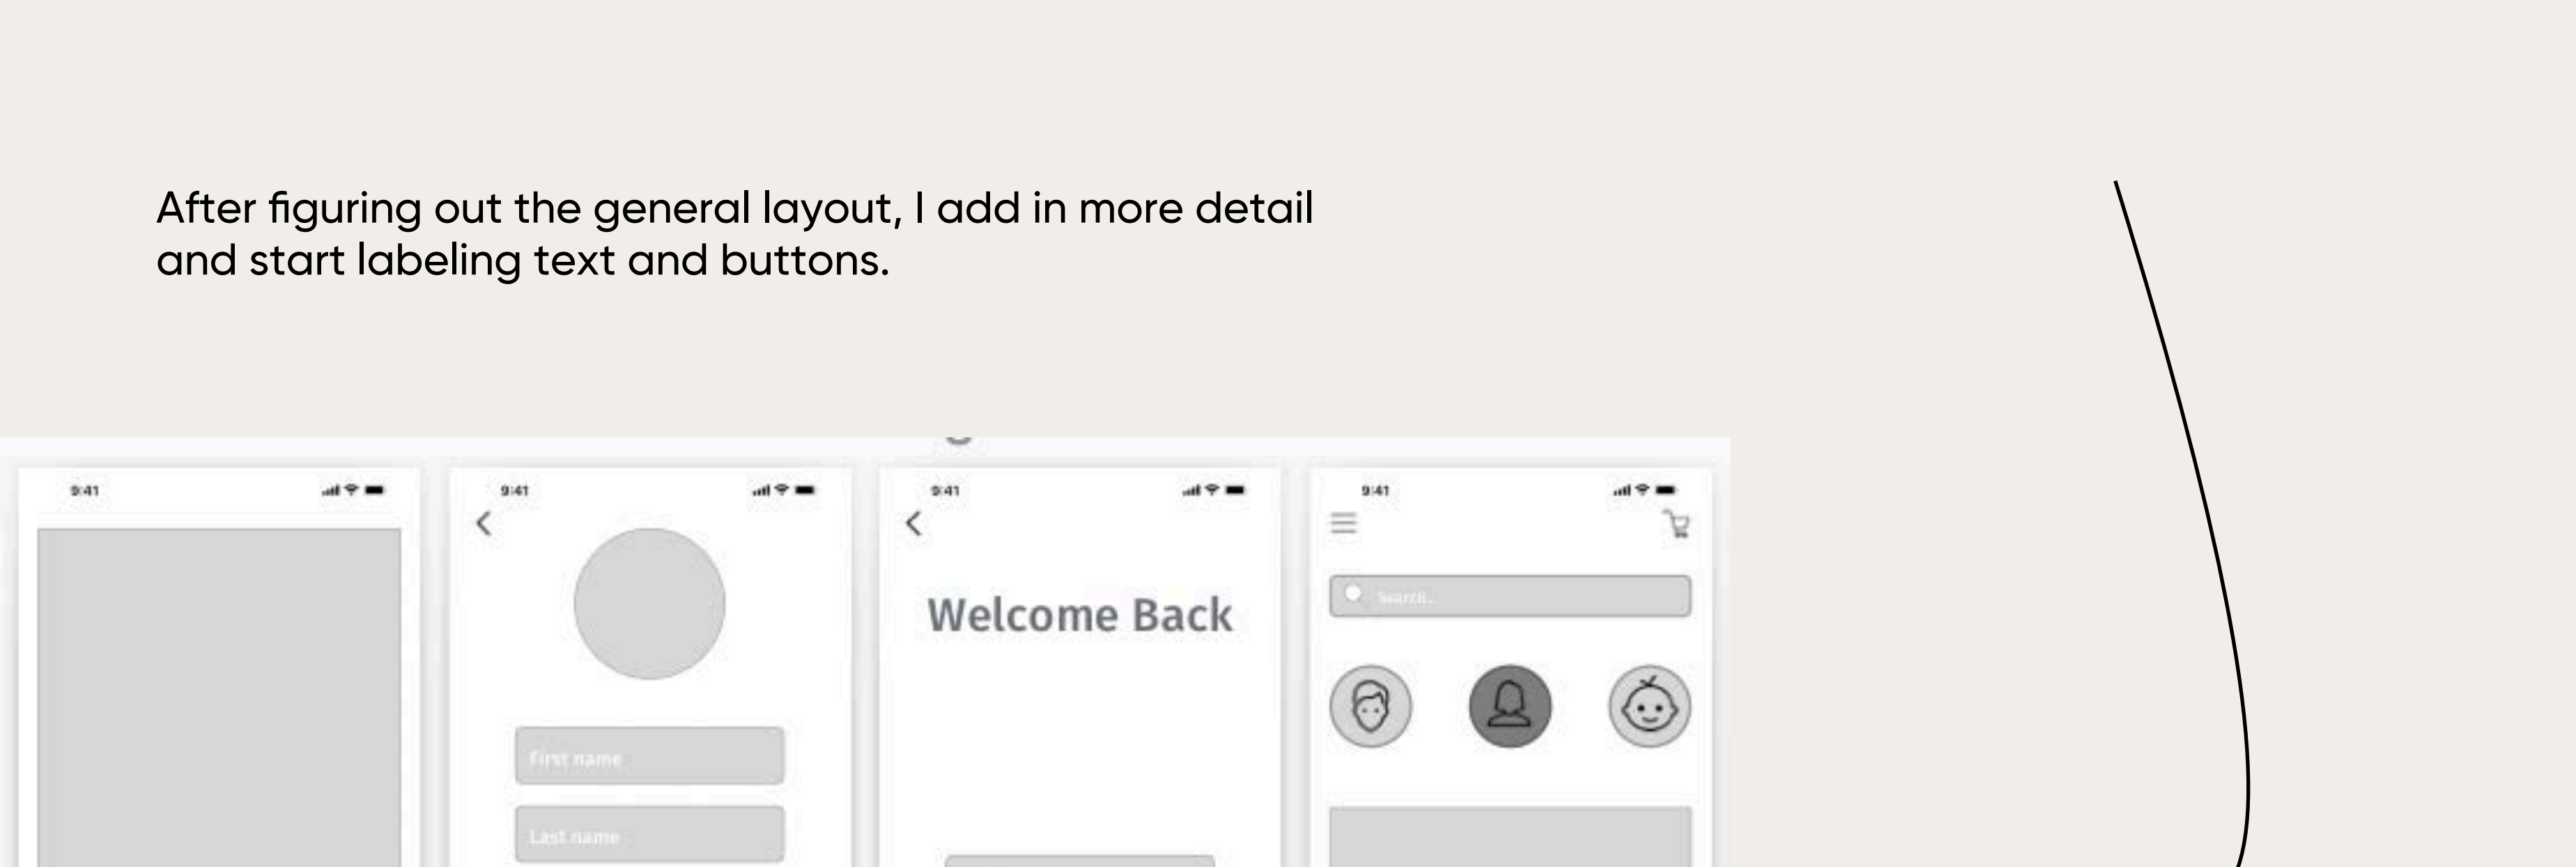 After figuring out the general layout, I add in more detail
and start labeling text and buttons.
9:41
9:41
First name
Last name
9:41
Welcome Back
9:41
Search...